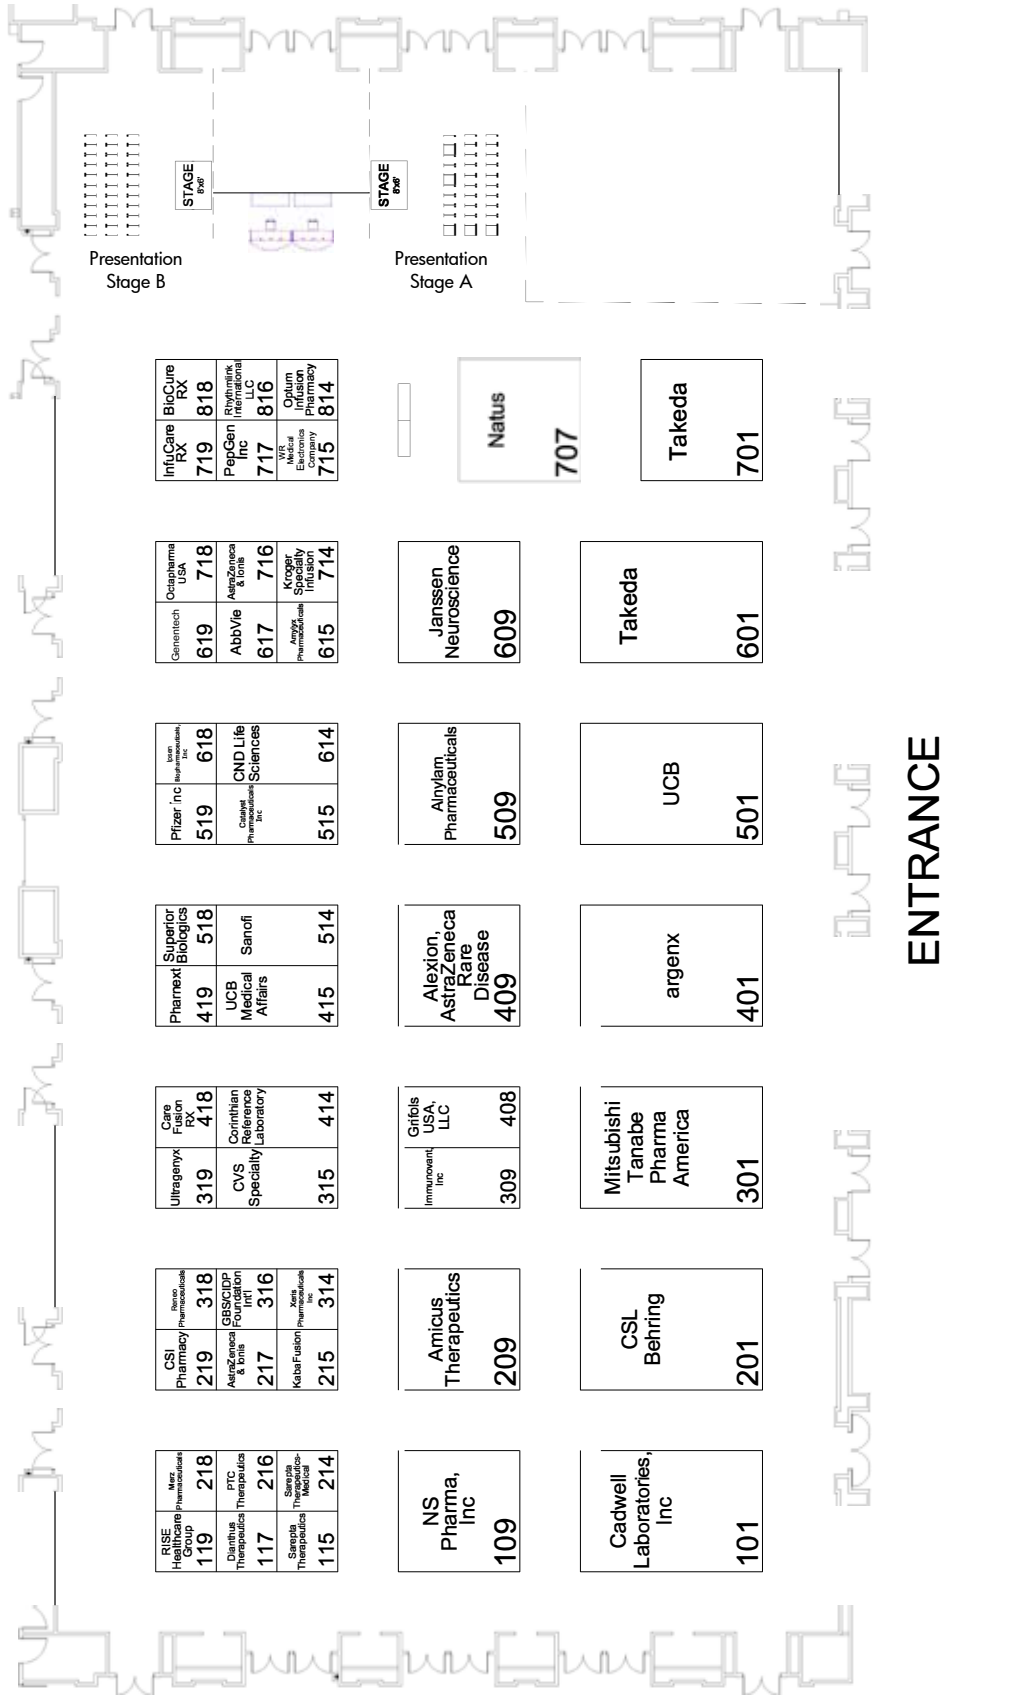 STAGE
8'x6'
STAGE
8'x6'
Presentation
Stage B
Presentation
Stage A
BioCure
RX
818
Rhythmlink
International
LLC
816
Optum
Infusion
Pharmacy
814
InfuCare
RX
719
PepGen
Inc
717
WR
Medical
Electronics
Company
715
Natus
707
Takeda
701
Octapharma
USA
718
AstraZeneca
& Ionis
716
Kroger
Specialty
Infusion
714
Genentech
619
AbbVie
617
Amylyx
Pharmaceuticals
615
Janssen
Neuroscience
609
Takeda
601
Ipsen
Biopharmaceuticals,
Inc
618
CND Life
Sciences
614
Pfizer Inc
519
Catalyst
Pharmaceuticals
Inc
515
Alnylam
Pharmaceuticals
509
UCB
501
ENTRANCE
Superior
Biologics
518
Sanofi
514
Pharnext
419
UCB
Medical
Affairs
415
Alexion,
AstraZeneca
Rare
Disease
409
argenx
401
Care
Fusion
RX
418
Corinthian
Reference
Laboratory
414
Ultragenyx
319
CVS
Specialty
315
Grifols
USA,
LLC
408
Immunovant,
Inc
309
Mitsubishi
Tanabe
Pharma
America
301
Reneo
Pharmaceuticals
318
GBS/CIDP
Foundation
Int'l
316
Xeris
Pharmaceuticals
Inc
314
CSI
Pharmacy
219
AstraZeneca
& Ionis
217
KabaFusion
215
Amicus
Therapeutics
209
CSL
Behring
201
Merz
Pharmaceuticals
218
PTC
Therapeutics
216
Sarepta
Therapeutics-
Medical
214
RISE
Healthcare
Group
119
Dianthus
Therapeutics
117
Sarepta
Therapeutics
115
NS
Pharma,
Inc
109
Cadwell
Laboratories,
Inc
101